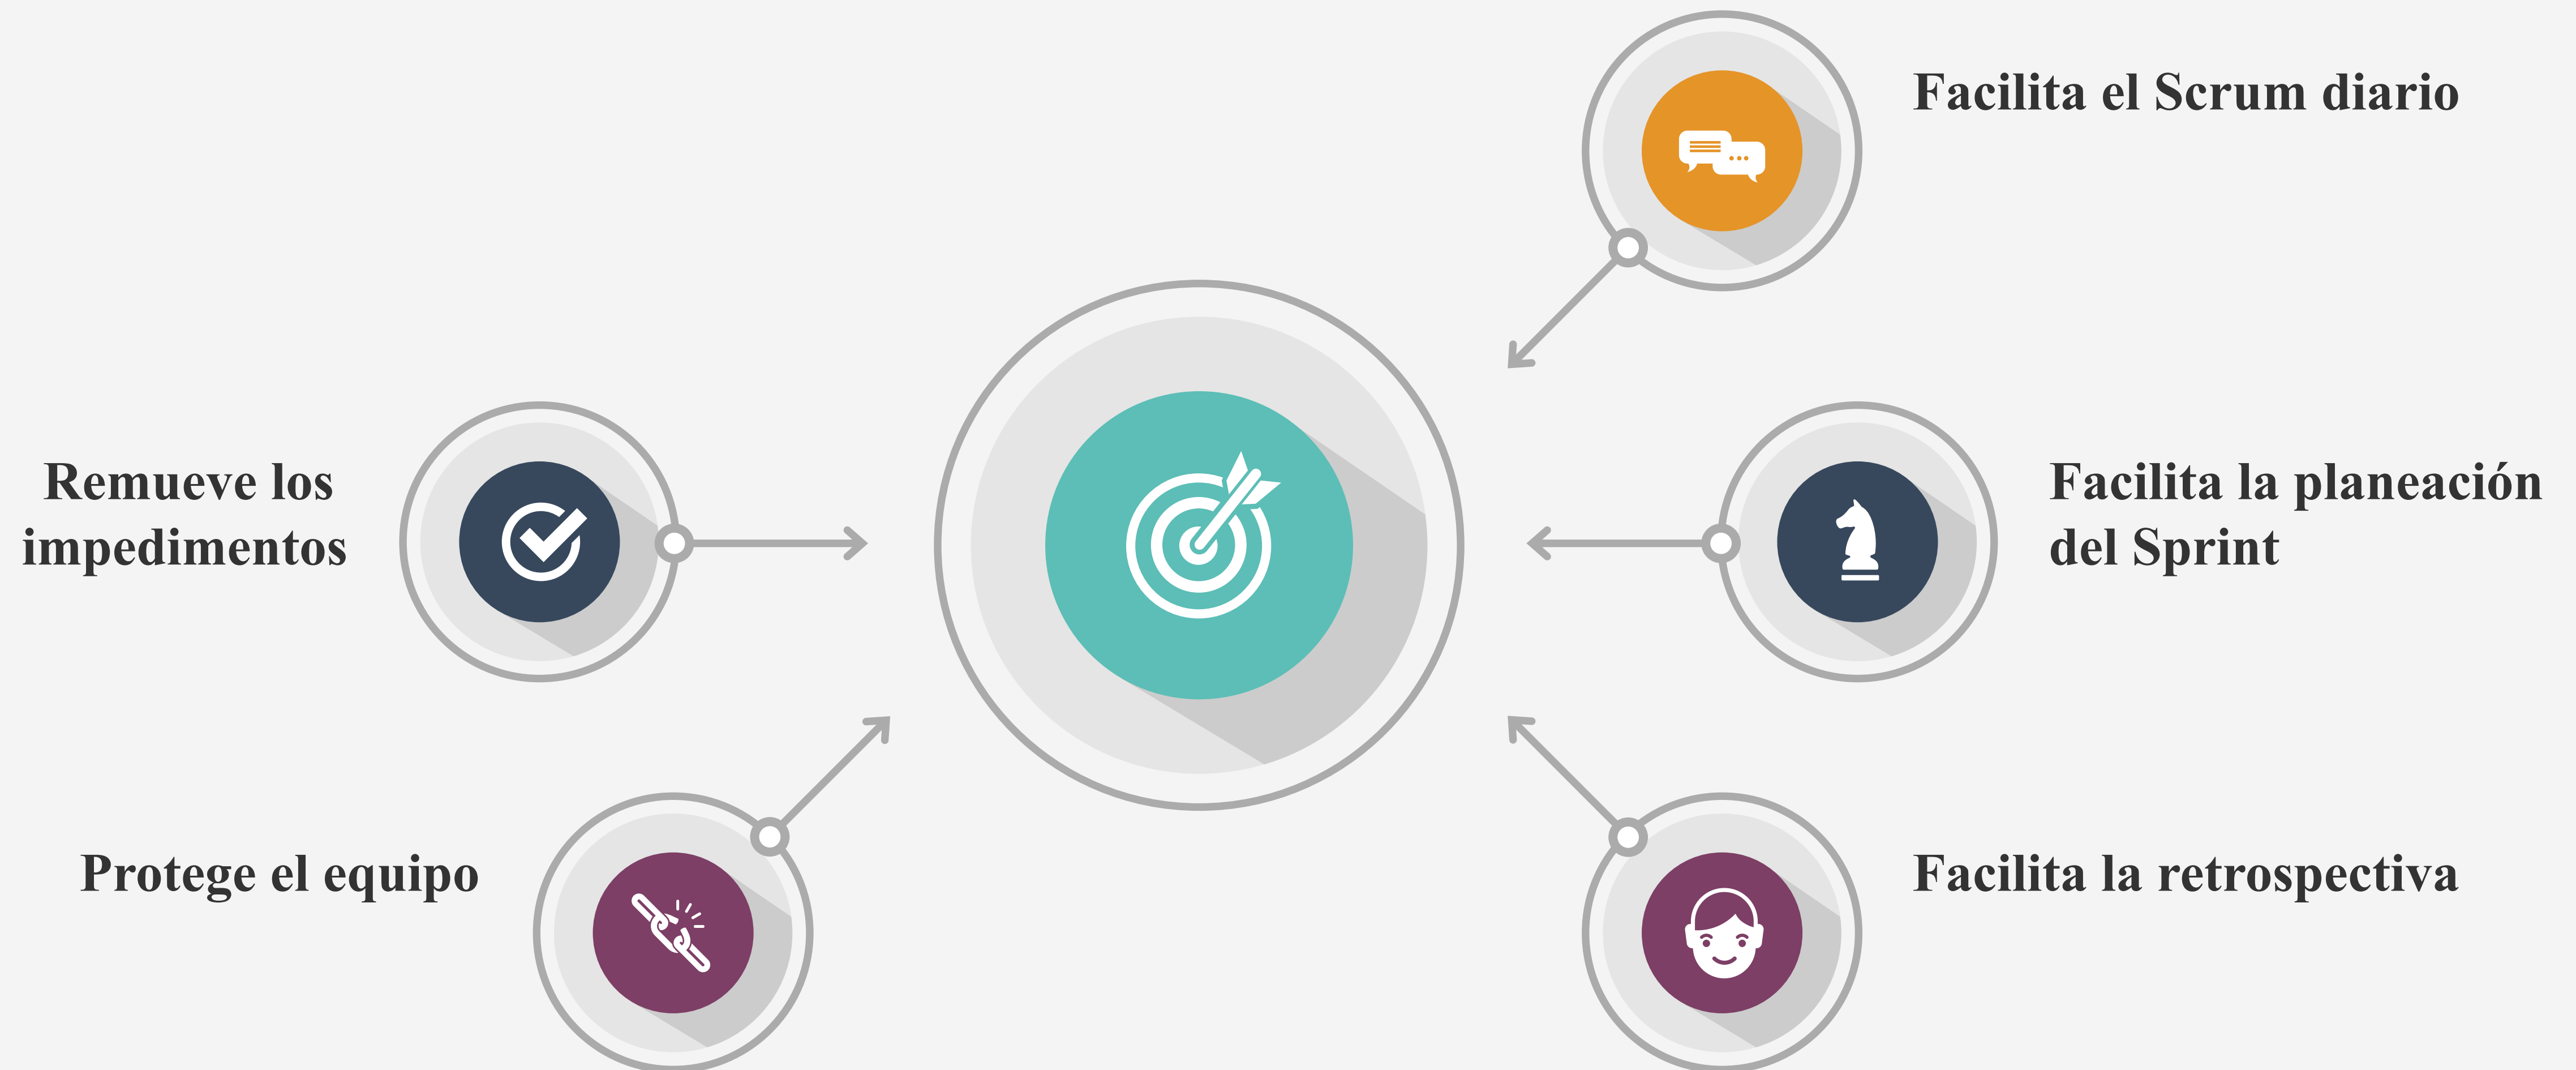 Facilita el Scrum diario
Remueve los
impedimentos
Facilita la planeación
del Sprint
Protege el equipo
Facilita la retrospectiva